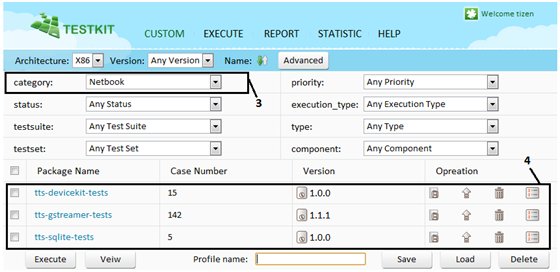 Welcome tizen
TESTKIT
CUSTOM EXECUTE REPORT STATISTIC HELP
Architecture: X86 Version: Any Version Name: Advanced
category: Netbook priority: Any Priority
3
status: Any Status execution_type: Any Execution Type
testsuite: Any Test Suite type: Any Type
testset: Any Test Set component: Any Component
4
Package Name Case Number Version Opreation
tts-devicekit-tests 15 1.0.0
tts-gstreamer-tests 142 1.1.1
tts-sqlite-tests 5 1.0.0
Execute Veiw Profile name: Save Load Delete